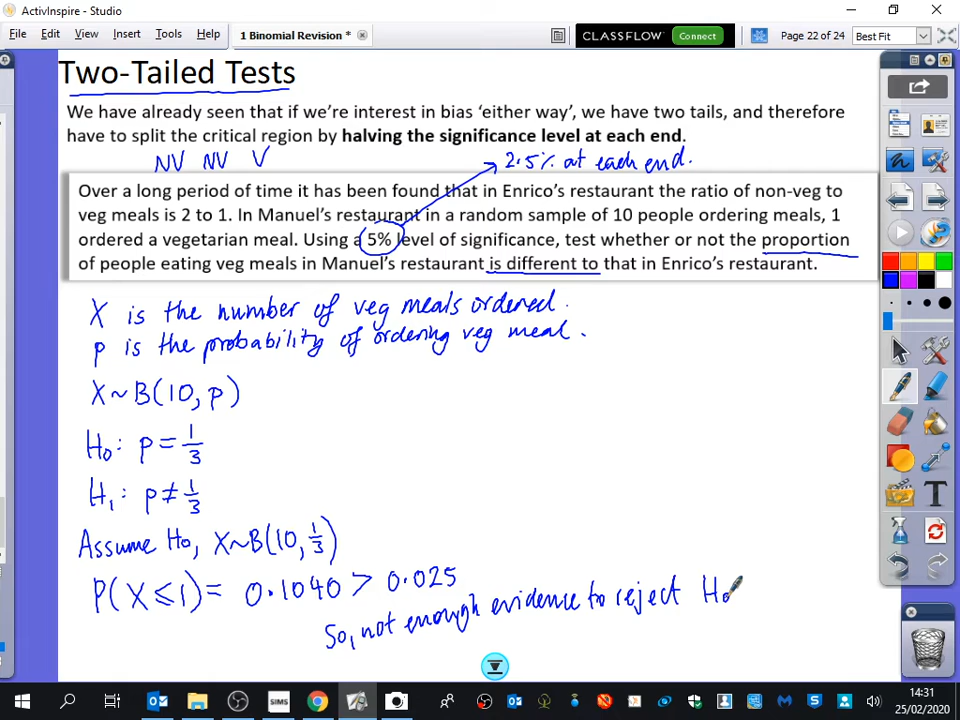 ActivInspire - Studio
File Edit View Insert Tools Help
1 Binomial Revision *
CLASSFLOW Connect
Page 22 of 24
Best Fit
Two-Tailed Tests
We have already seen that if we're interest in bias 'either way', we have two tails, and therefore
have to split the critical region by halving the significance level at each end.
NV NV V
2.5% at each end.
Over a long period of time it has been found that in Enrico's restaurant the ratio of non-veg to
veg meals is 2 to 1. In Manuel's restaurant in a random sample of 10 people ordering meals, 1
ordered a vegetarian meal. Using a 5% level of significance, test whether or not the proportion
of people eating veg meals in Manuel's restaurant is different to that in Enrico's restaurant.
X is the number of veg meals ordered.
p is the probability of ordering veg meal.
X~B(10, p)
H₀: p = 1/3
H₁: p ≠ 1/3
Assume H₀, X~B(10, 1/3)
P(X ≤ 1) = 0.1040 > 0.025
So, not enough evidence to reject H₀
SIMS
14:31
25/02/2020